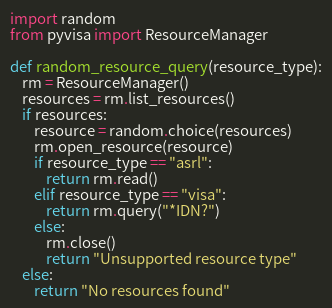 import random
from pyvisa import ResourceManager

def random_resource_query(resource_type):
    rm = ResourceManager()
    resources = rm.list_resources()
    if resources:
        resource = random.choice(resources)
        rm.open_resource(resource)
        if resource_type == "asrl":
            return rm.read()
        elif resource_type == "visa":
            return rm.query("*IDN?")
        else:
            rm.close()
            return "Unsupported resource type"
    else:
        return "No resources found"